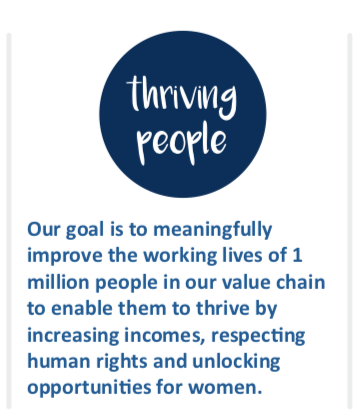 thriving
people
Our goal is to meaningfully
improve the working lives of 1
million people in our value chain
to enable them to thrive by
increasing incomes, respecting
human rights and unlocking
opportunities for women.